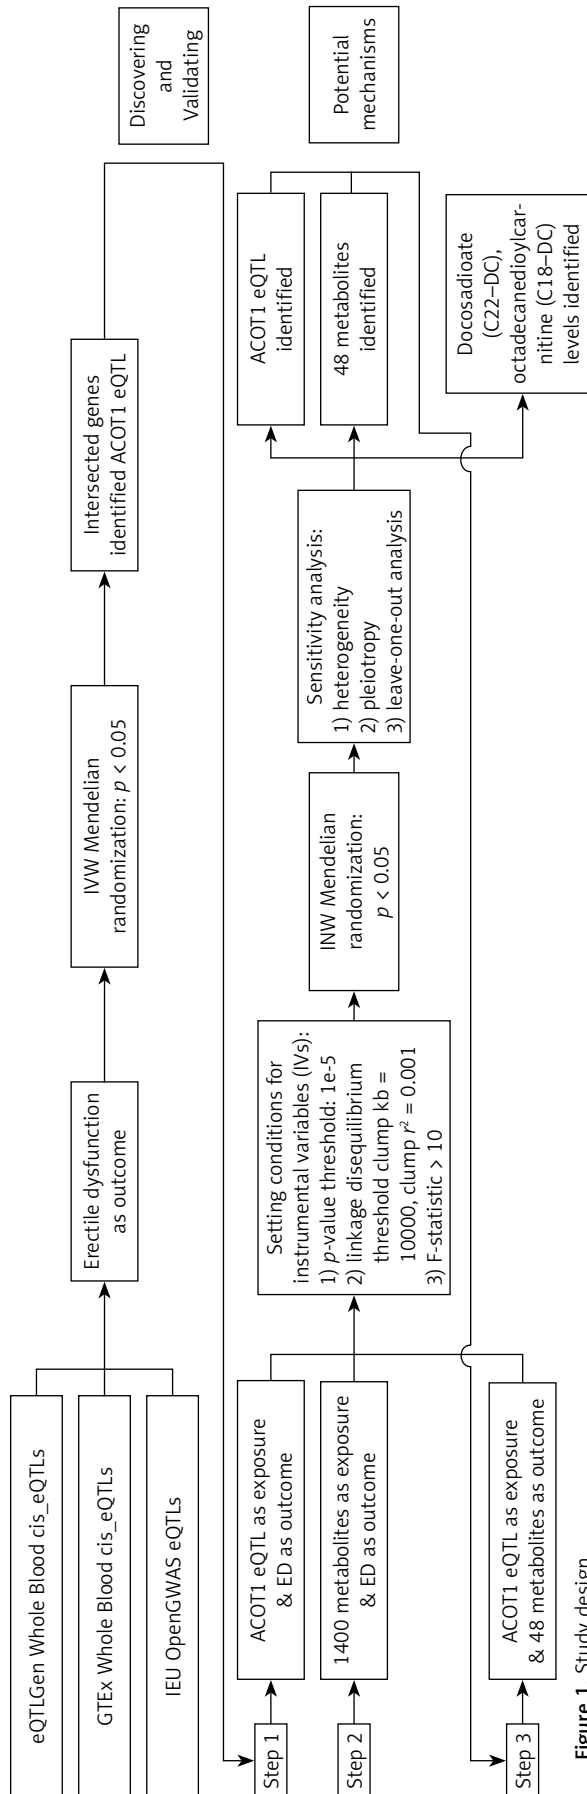 eQTLGen Whole Blood cis_eQTLs
GTEx Whole Blood cis_eQTLs
IEU OpenGWAS eQTLs
Erectile dysfunction
as outcome
IVW Mendelian
randomization: p < 0.05
Intersected genes
identified ACOT1 eQTL
Discovering
and
Validating
Step 1
ACOT1 eQTL as exposure
& ED as outcome
Step 2
1400 metabolites as exposure
& ED as outcome
Step 3
ACOT1 eQTL as exposure
& 48 metabolites as outcome
Setting conditions for
instrumental variables (IVs):
1) p-value threshold: 1e-5
2) linkage disequilibrium
threshold clump kb =
10000, clump r² = 0.001
3) F-statistic > 10
INW Mendelian
randomization:
p < 0.05
Sensitivity analysis:
1) heterogeneity
2) pleiotropy
3) leave-one-out analysis
ACOT1 eQTL
identified
48 metabolites
identified
Docosadioate
(C22–DC),
octadecanedioylcar-
nitine (C18–DC)
levels identified
Potential
mechanisms
Figure 1. Study design